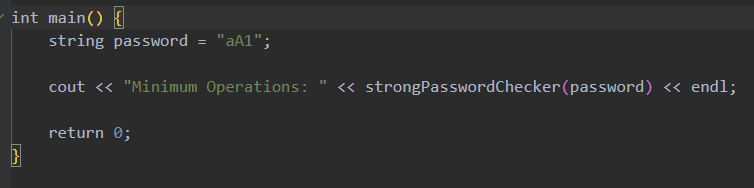 int main() {
    string password = "aA1";
    cout << "Minimum Operations: " << strongPasswordChecker(password) << endl;
    return 0;
}